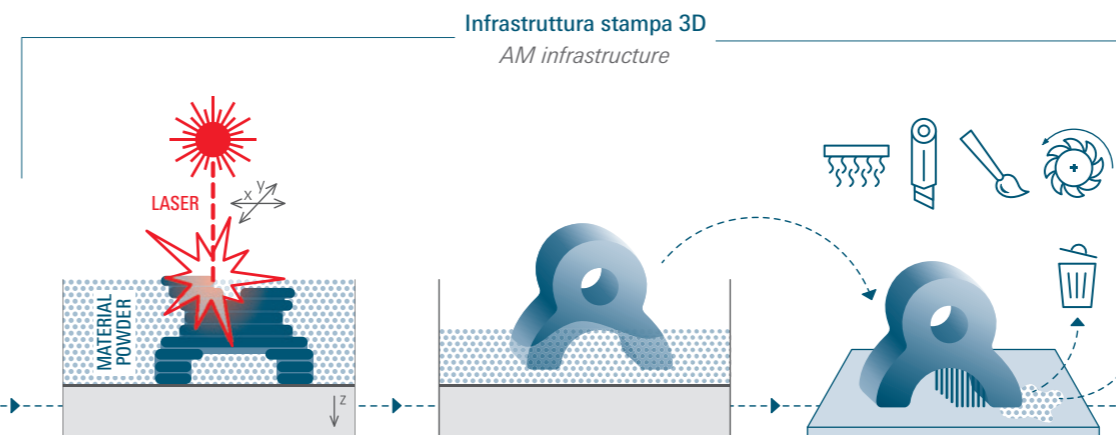 Infrastruttura stampa 3D
AM infrastructure
LASER
x
y
MATERIAL
POWDER
z